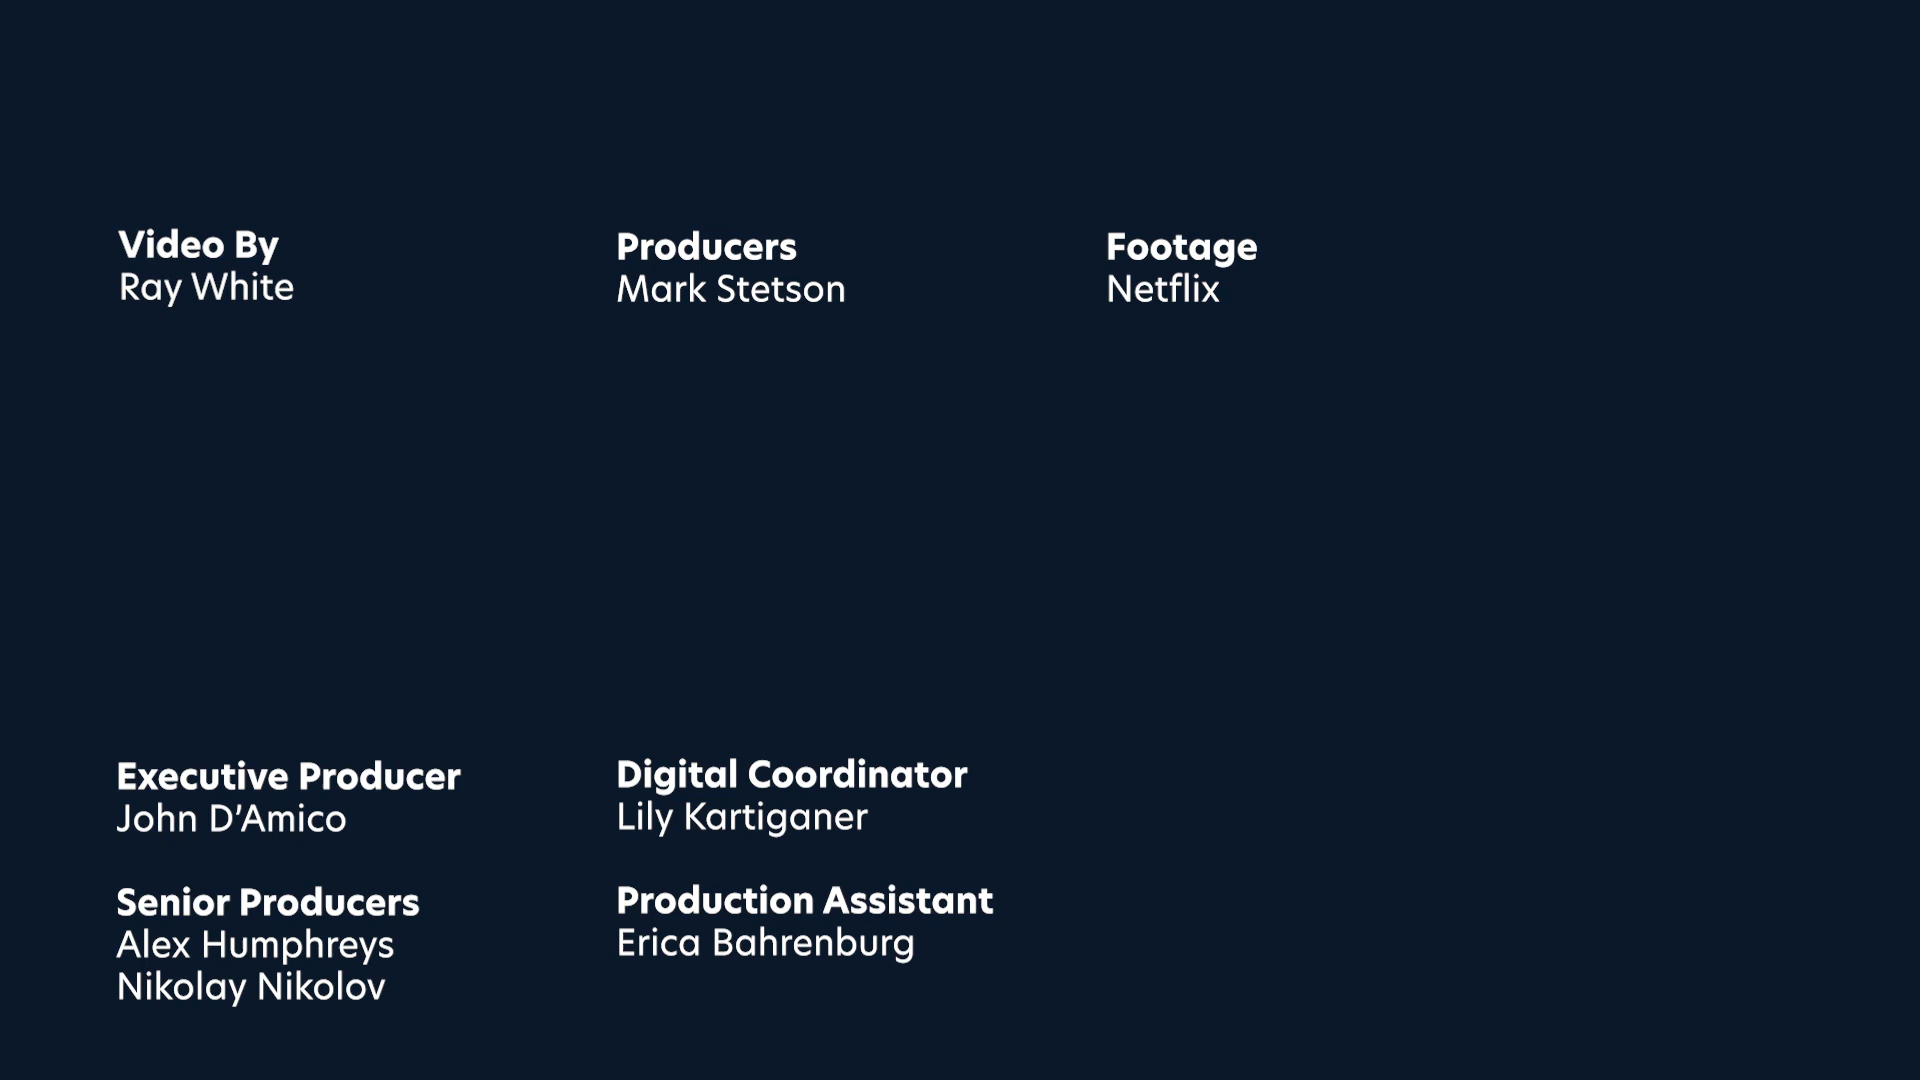 Video By
Ray White
Producers
Mark Stetson
Footage
Netflix
Executive Producer
John D’Amico
Senior Producers
Alex Humphreys
Nikolay Nikolov
Digital Coordinator
Lily Kartiganer
Production Assistant
Erica Bahrenburg